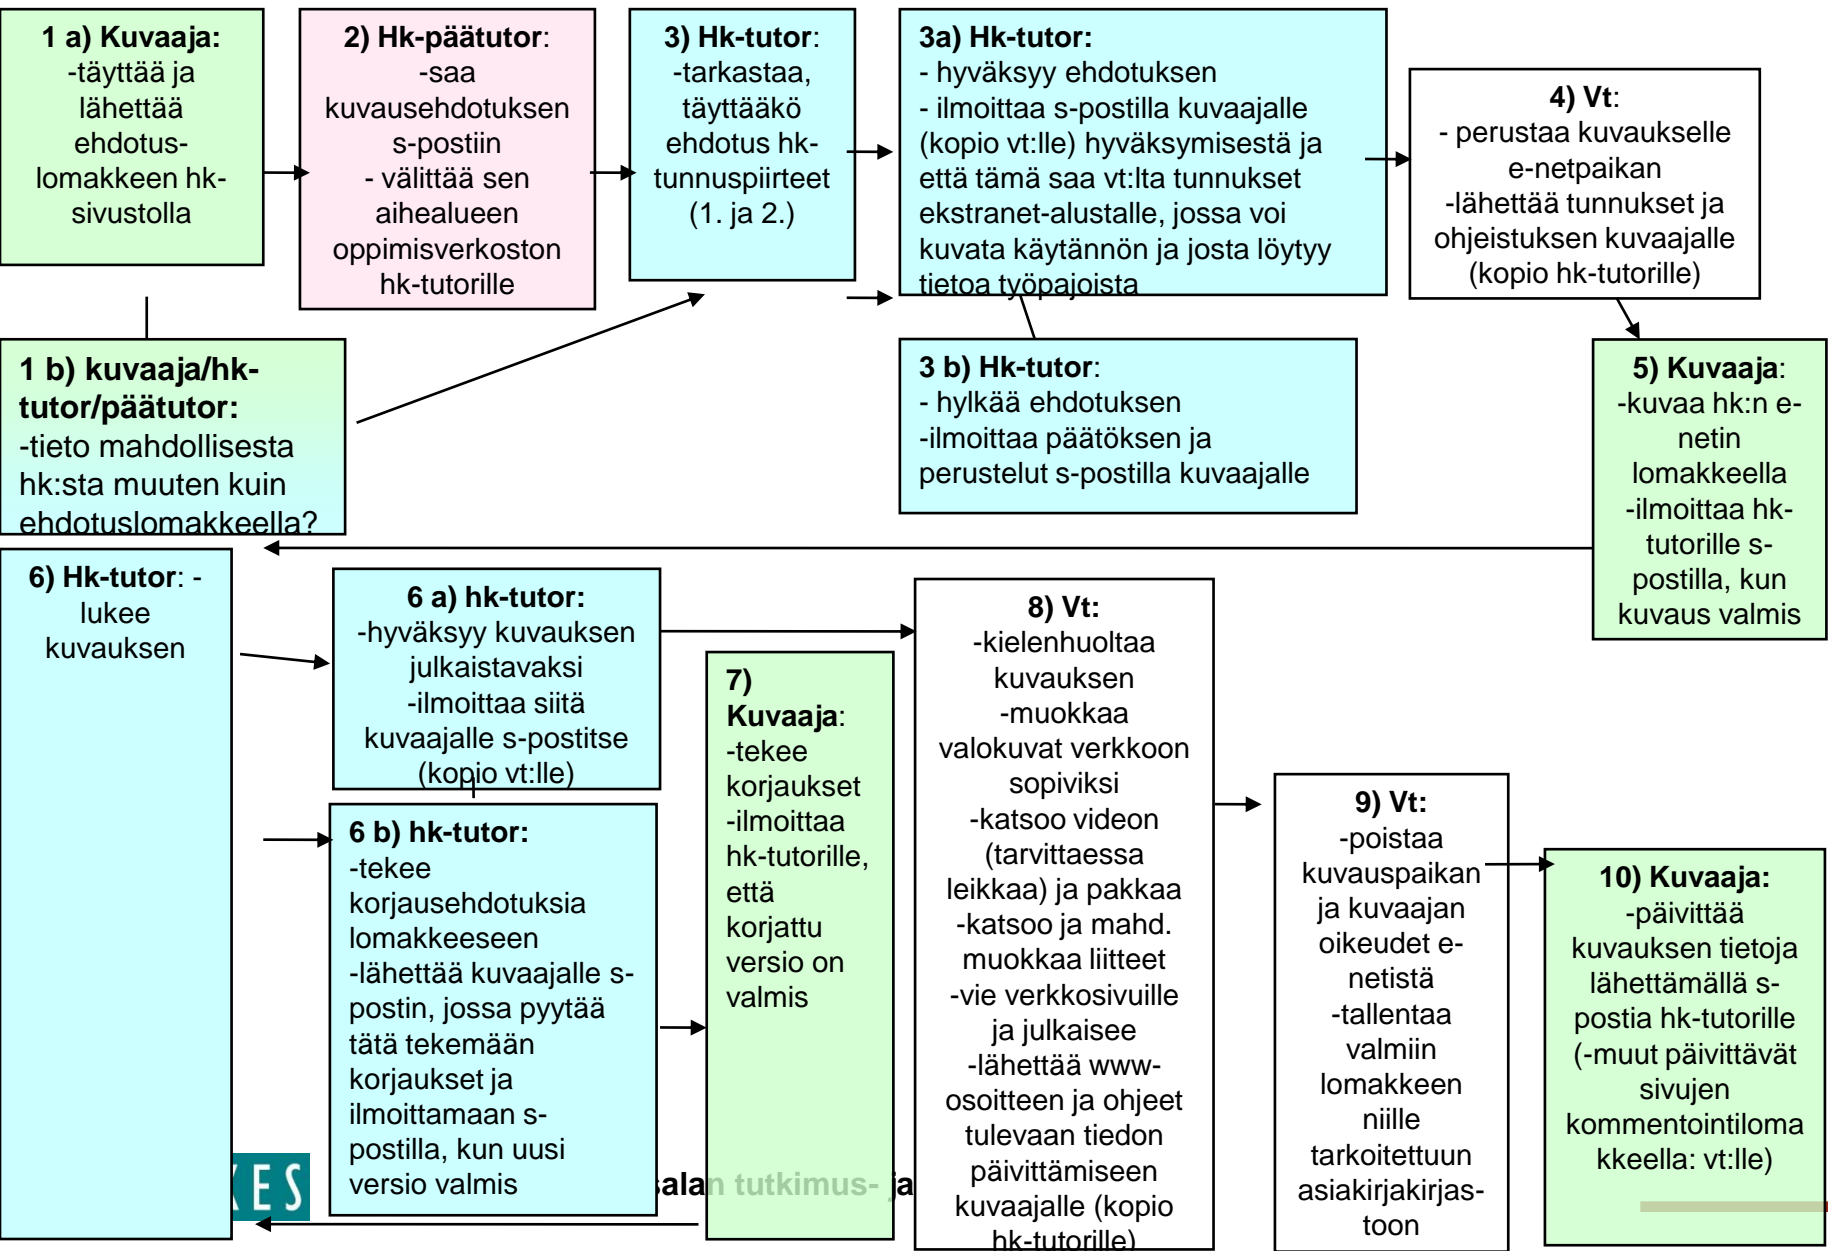 1 a) Kuvaaja:
-täyttää ja
lähettää
ehdotus-
lomakkeen hk-
sivustolla
2) Hk-päätutor:
-saa
kuvausehdotuksen
s-postiin
- välittää sen
aihealueen
oppimisverkoston
hk-tutorille
3) Hk-tutor:
-tarkastaa,
täyttääkö
ehdotus hk-
tunnuspiirteet
(1. ja 2.)
3a) Hk-tutor:
- hyväksyy ehdotuksen
- ilmoittaa s-postilla kuvaajalle
(kopio vt:lle) hyväksymisestä ja
että tämä saa vt:lta tunnukset
ekstranet-alustalle, jossa voi
kuvata käytännön ja josta löytyy
tietoa työpajoista
4) Vt:
- perustaa kuvaukselle
e-netpaikan
-lähettää tunnukset ja
ohjeistuksen kuvaajalle
(kopio hk-tutorille)
1 b) kuvaaja/hk-
tutor/päätutor:
-tieto mahdollisesta
hk:sta muuten kuin
ehdotuslomakkeella?
3 b) Hk-tutor:
- hylkää ehdotuksen
-ilmoittaa päätöksen ja
perustelut s-postilla kuvaajalle
5) Kuvaaja:
-kuvaa hk:n e-
netin
lomakkeella
-ilmoittaa hk-
tutorille s-
postilla, kun
kuvaus valmis
6) Hk-tutor: -
lukee
kuvauksen
6 a) hk-tutor:
-hyväksyy kuvauksen
julkaistavaksi
-ilmoittaa siitä
kuvaajalle s-postitse
(kopio vt:lle)
6 b) hk-tutor:
-tekee
korjausehdotuksia
lomakkeeseen
-lähettää kuvaajalle s-
postin, jossa pyytää
tätä tekemään
korjaukset ja
ilmoittamaan s-
postilla, kun uusi
versio valmis
7)
Kuvaaja:
-tekee
korjaukset
-ilmoittaa
hk-tutorille,
että
korjattu
versio on
valmis
8) Vt:
-kielenhuoltaa
kuvauksen
-muokkaa
valokuvat verkkoon
sopiviksi
-katsoo videon
(tarvittaessa
leikkaa) ja pakkaa
-katsoo ja mahd.
muokkaa liitteet
-vie verkkosivuille
ja julkaisee
-lähettää www-
osoitteen ja ohjeet
tulevaan tiedon
päivittämiseen
kuvaajalle (kopio
hk-tutorille)
9) Vt:
-poistaa
kuvauspaikan
ja kuvaajan
oikeudet e-
netistä
-tallentaa
valmiin
lomakkeen
niille
tarkoitettuun
asiakirjakirjas-
toon
10) Kuvaaja:
-päivittää
kuvauksen tietoja
lähettämällä s-
postia hk-tutorille
(-muut päivittävät
sivujen
kommentointiloma
kkeella: vt:lle)
KES
alan tutkimus- ja